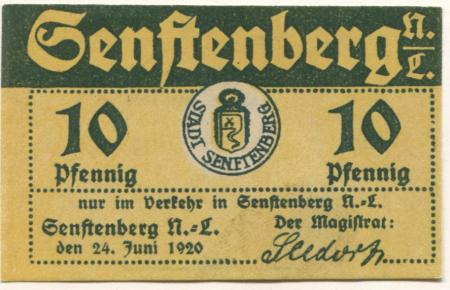 Senftenberg N.-L.
10 10
STADT SENFTENBERG
Pfennig Pfennig
nur im Verkehr in Senftenberg N.-L.
Senftenberg N.-L. Der Magistrat:
den 24. Juni 1920 Seedorf